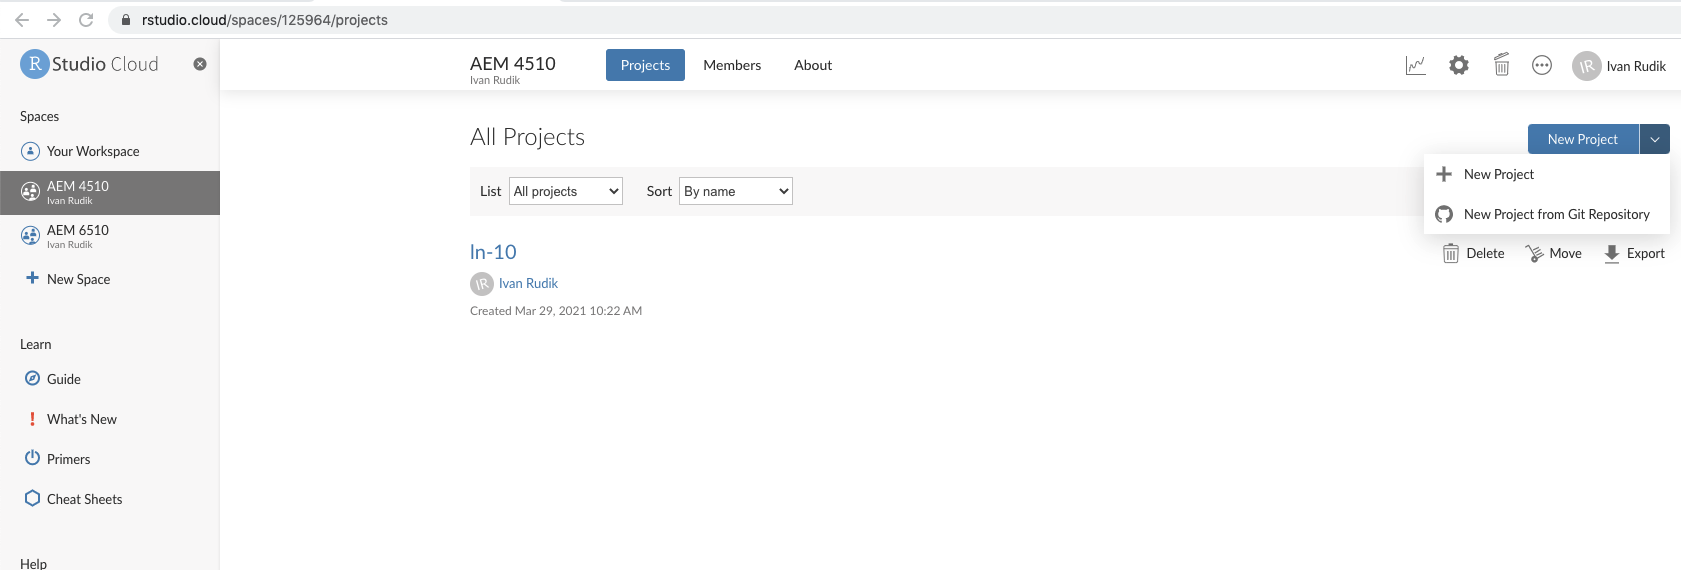 rstudio.cloud/spaces/125964/projects
R Studio Cloud
Spaces
Your Workspace
AEM 4510
Ivan Rudik
AEM 6510
Ivan Rudik
New Space
Learn
Guide
What's New
Primers
Cheat Sheets
Help
AEM 4510
Ivan Rudik
Projects Members About
IR Ivan Rudik
All Projects
New Project
New Project
New Project from Git Repository
List All projects Sort By name
ln-10
Delete Move Export
IR Ivan Rudik
Created Mar 29, 2021 10:22 AM